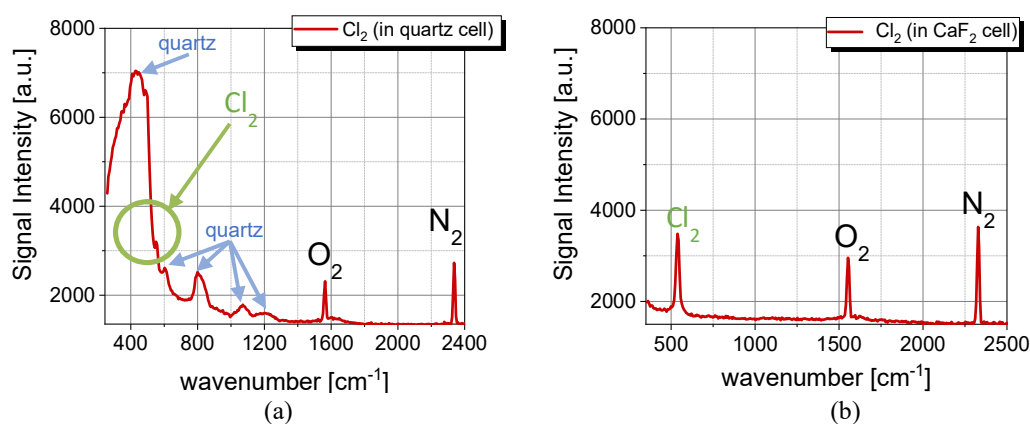 Cl₂ (in quartz cell)
8000
6000
4000
2000
Signal Intensity [a.u.]
quartz
Cl₂
quartz
O₂
N₂
400 800 1200 1600 2000 2400
wavenumber [cm⁻¹]
(a)
Cl₂ (in CaF₂ cell)
8000
6000
4000
2000
Signal Intensity [a.u.]
Cl₂
O₂
N₂
500 1000 1500 2000 2500
wavenumber [cm⁻¹]
(b)